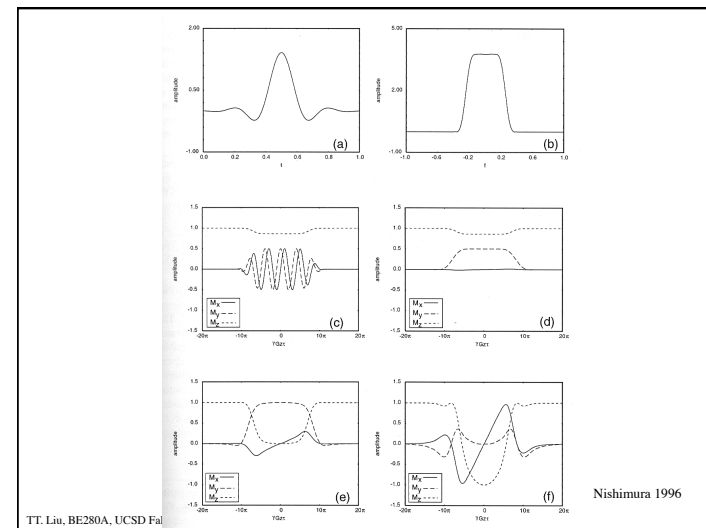 2.00
0.50
-1.00
amplitude
0.0 0.2 0.4 0.6 0.8 1.0
t
(a)
5.00
2.00
-1.00
amplitude
-1.0 -0.6 -0.2 0.2 0.6 1.0
f
(b)
1.5
1.0
0.5
0.0
-0.5
-1.0
-1.5
amplitude
Mx
My
Mz
(c)
-20π -10π 0 10π 20π
γGzτ
1.5
1.0
0.5
0.0
-0.5
-1.0
-1.5
amplitude
Mx
My
Mz
(d)
-20π -10π 0 10π 20π
γGzτ
1.5
1.0
0.5
0.0
-0.5
-1.0
-1.5
amplitude
Mx
My
Mz
(e)
-20π -10π 0 10π 20π
γGzτ
1.5
1.0
0.5
0.0
-0.5
-1.0
-1.5
amplitude
Mx
My
Mz
(f)
-20π -10π 0 10π 20π
γGzτ
Nishimura 1996
TT. Liu, BE280A, UCSD Fal